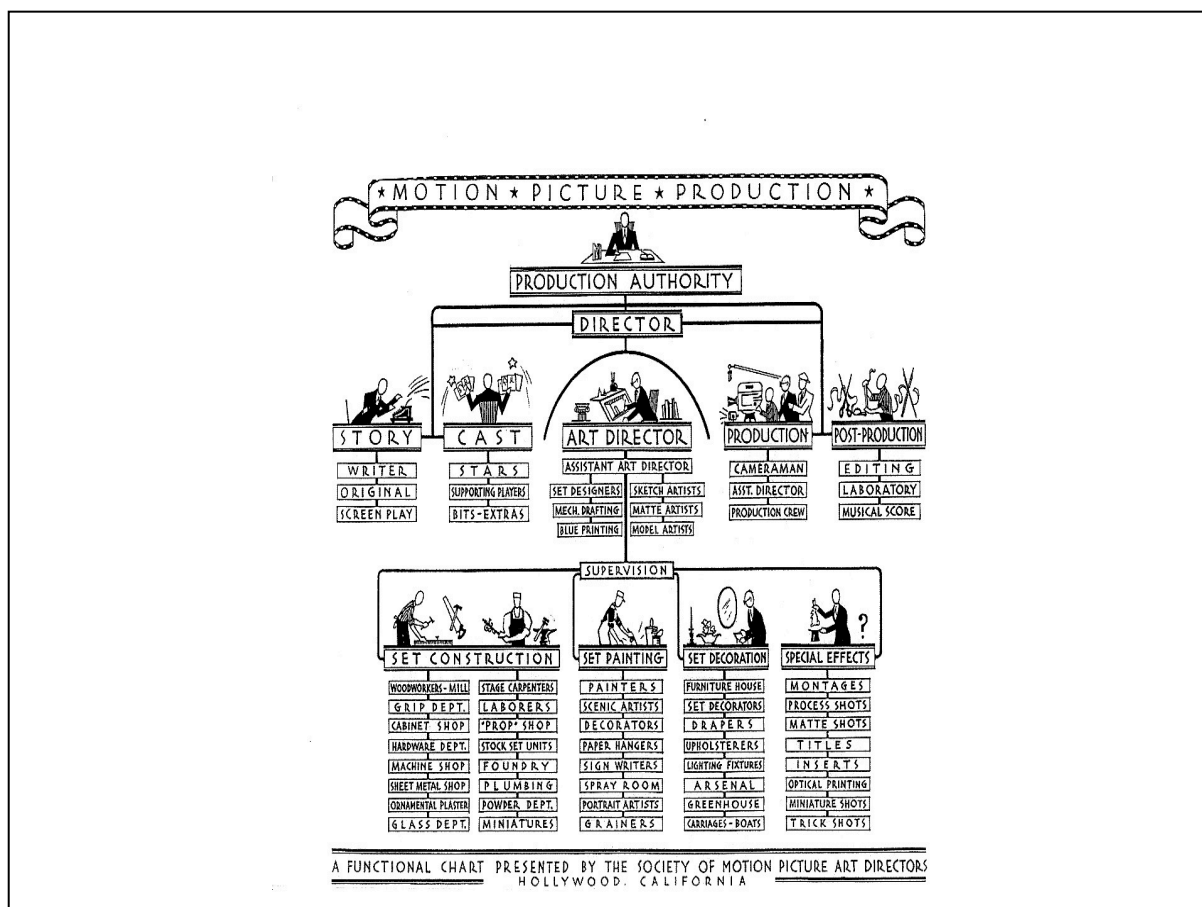 * MOTION * PICTURE * PRODUCTION *
PRODUCTION AUTHORITY
DIRECTOR
STORY
WRITER
ORIGINAL
SCREEN PLAY
CAST
STARS
SUPPORTING PLAYERS
BITS-EXTRAS
ART DIRECTOR
ASSISTANT ART DIRECTOR
SET DESIGNERS
MECH. DRAFTING
BLUE PRINTING
SKETCH ARTISTS
MATTE ARTISTS
MODEL ARTISTS
PRODUCTION
CAMERAMAN
ASST. DIRECTOR
PRODUCTION CREW
POST-PRODUCTION
EDITING
LABORATORY
MUSICAL SCORE
SUPERVISION
SET CONSTRUCTION
WOODWORKERS-MILL
GRIP DEPT.
CABINET SHOP
HARDWARE DEPT.
MACHINE SHOP
SHEET METAL SHOP
ORNAMENTAL PLASTER
GLASS DEPT.
STAGE CARPENTERS
LABORERS
"PROP" SHOP
STOCK SET UNITS
FOUNDRY
PLUMBING
POWDER DEPT.
MINIATURES
SET PAINTING
PAINTERS
SCENIC ARTISTS
DECORATORS
PAPER HANGERS
SIGN WRITERS
SPRAY ROOM
PORTRAIT ARTISTS
GRAINERS
SET DECORATION
FURNITURE HOUSE
SET DECORATORS
DRAPERS
UPHOLSTERERS
LIGHTING FIXTURES
ARSENAL
GREENHOUSE
CARRIAGES-BOATS
?
SPECIAL EFFECTS
MONTAGES
PROCESS SHOTS
MATTE SHOTS
TITLES
INSERTS
OPTICAL PRINTING
MINIATURE SHOTS
TRICK SHOTS
A FUNCTIONAL CHART PRESENTED BY THE SOCIETY OF MOTION PICTURE ART DIRECTORS
HOLLYWOOD, CALIFORNIA